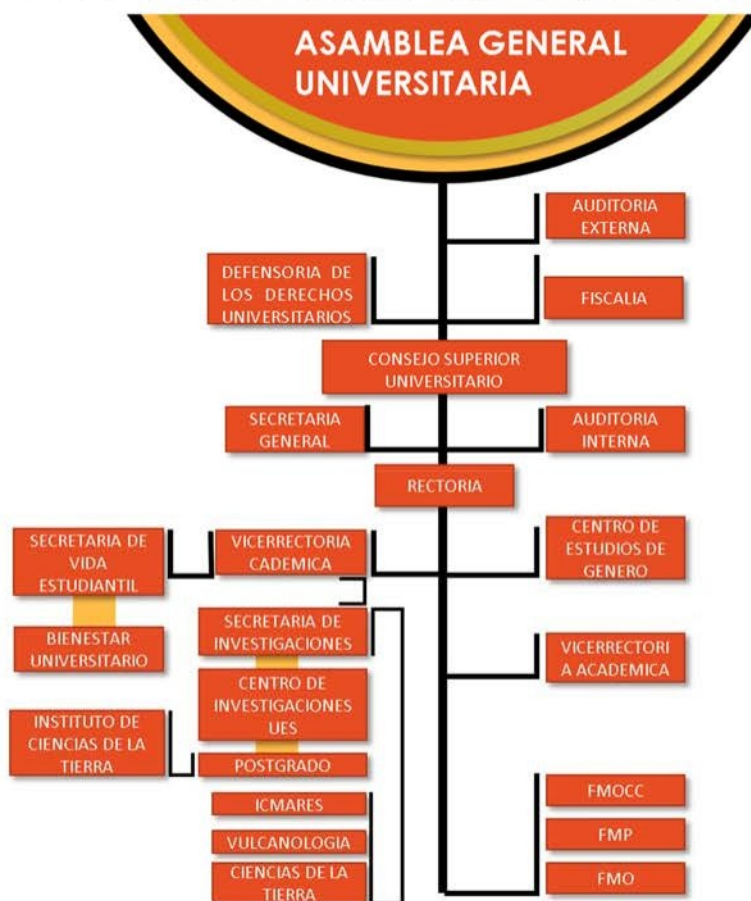 ASAMBLEA GENERAL
UNIVERSITARIA
AUDITORIA
EXTERNA
DEFENSORIA DE
LOS DERECHOS
UNIVERSITARIOS
FISCALIA
CONSEJO SUPERIOR
UNIVERSITARIO
SECRETARIA
GENERAL
AUDITORIA
INTERNA
RECTORIA
SECRETARIA DE
VIDA
ESTUDIANTIL
VICERRECTORIA
CADEMICA
CENTRO DE
ESTUDIOS DE
GENERO
BIENESTAR
UNIVERSITARIO
SECRETARIA DE
INVESTIGACIONES
VICERRECTORI
A ACADEMICA
CENTRO DE
INVESTIGACIONES
UES
INSTITUTO DE
CIENCIAS DE LA
TIERRA
POSTGRADO
ICMARES
VULCANOLOGIA
CIENCIAS DE LA
TIERRA
FMOCC
FMP
FMO